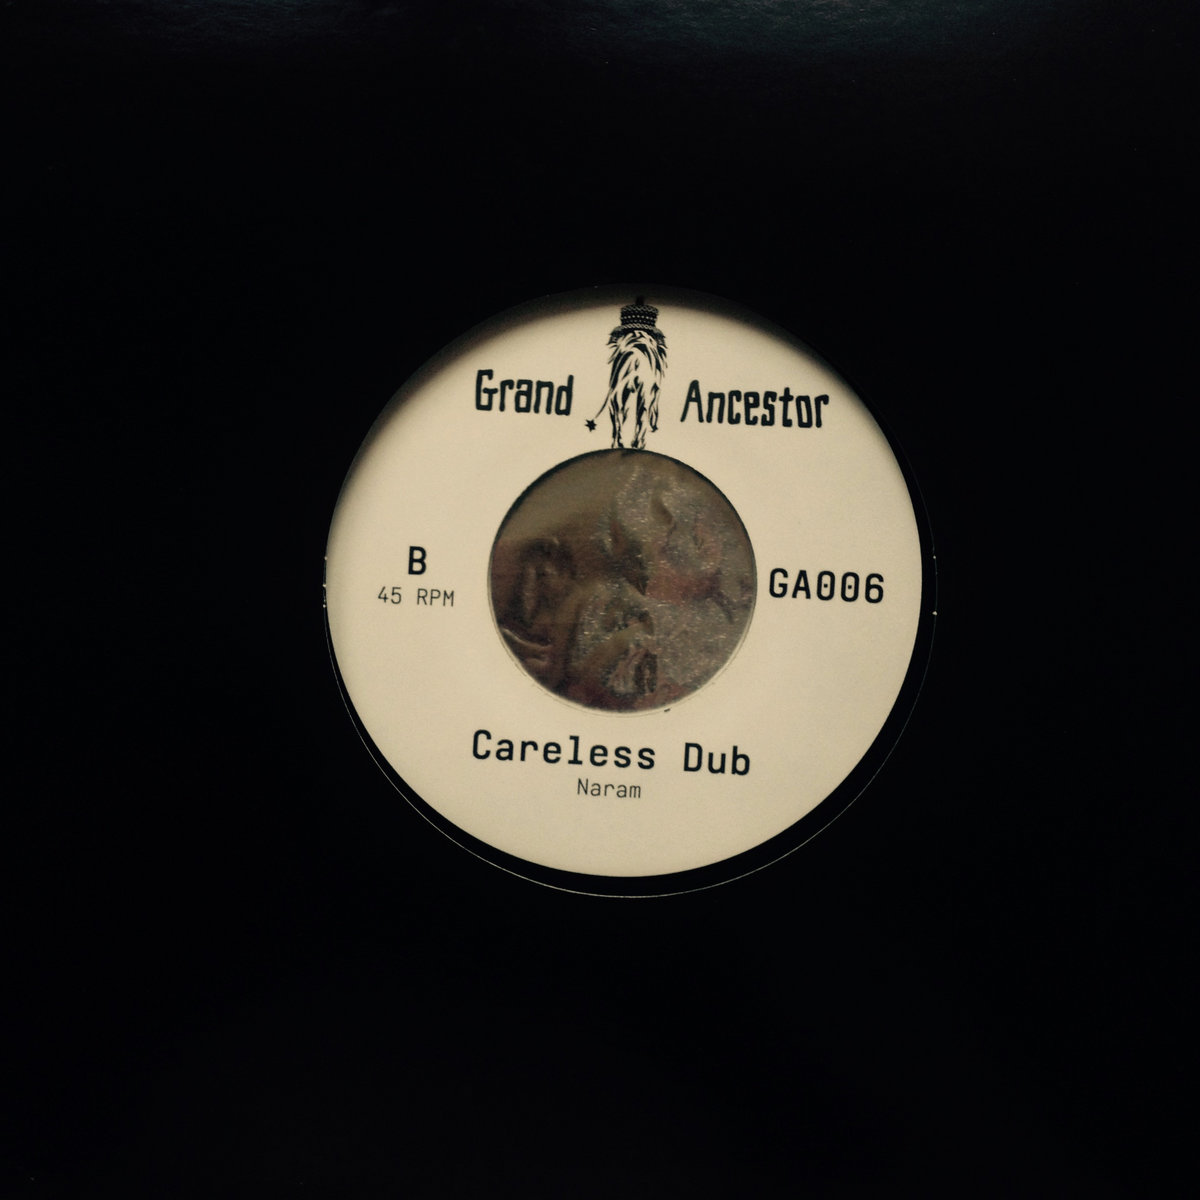 Grand Ancestor
B
45 RPM
GA006
Careless Dub
Naram